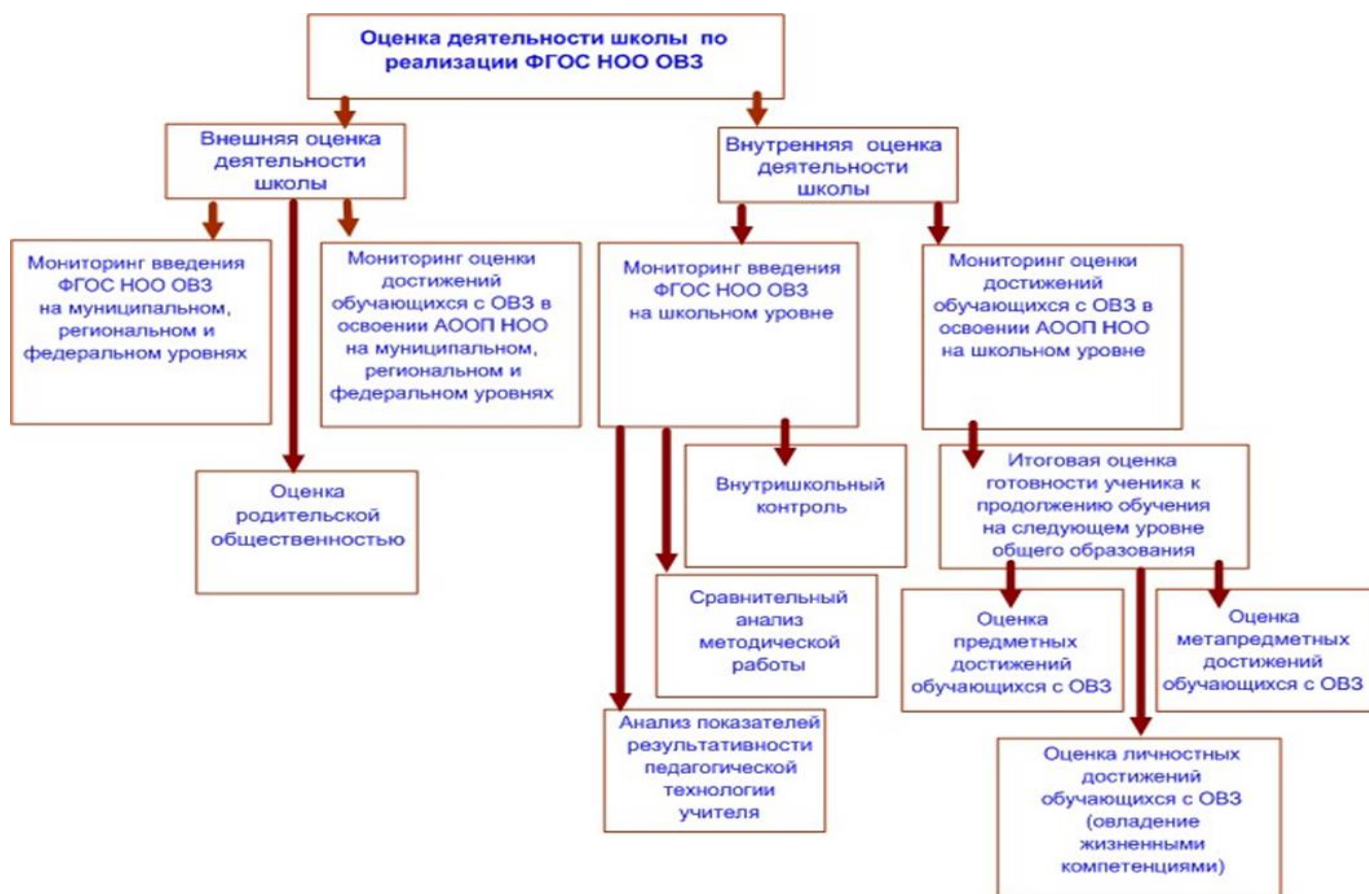 Оценка деятельности школы по
реализации ФГОС НОО ОВЗ
Внешняя оценка
деятельности
школы
Внутренняя оценка
деятельности
школы
Мониторинг введения
ФГОС НОО ОВЗ
на муниципальном,
региональном и
федеральном уровнях
Мониторинг оценки
достижений
обучающихся с ОВЗ в
освоении АООП НОО
на муниципальном,
региональном и
федеральном уровнях
Мониторинг введения
ФГОС НОО ОВЗ
на школьном уровне
Мониторинг оценки
достижений
обучающихся с ОВЗ в
освоении АООП НОО
на школьном уровне
Оценка
родительской
общественностью
Внутришкольный
контроль
Итоговая оценка
готовности ученика к
продолжению обучения
на следующем уровне
общего образования
Сравнительный
анализ
методической
работы
Оценка
предметных
достижений
обучающихся с ОВЗ
Оценка
метапредметных
достижений
обучающихся с ОВЗ
Анализ показателей
результативности
педагогической
технологии
учителя
Оценка личностных
достижений
обучающихся с ОВЗ
(овладение
жизненными
компетенциями)